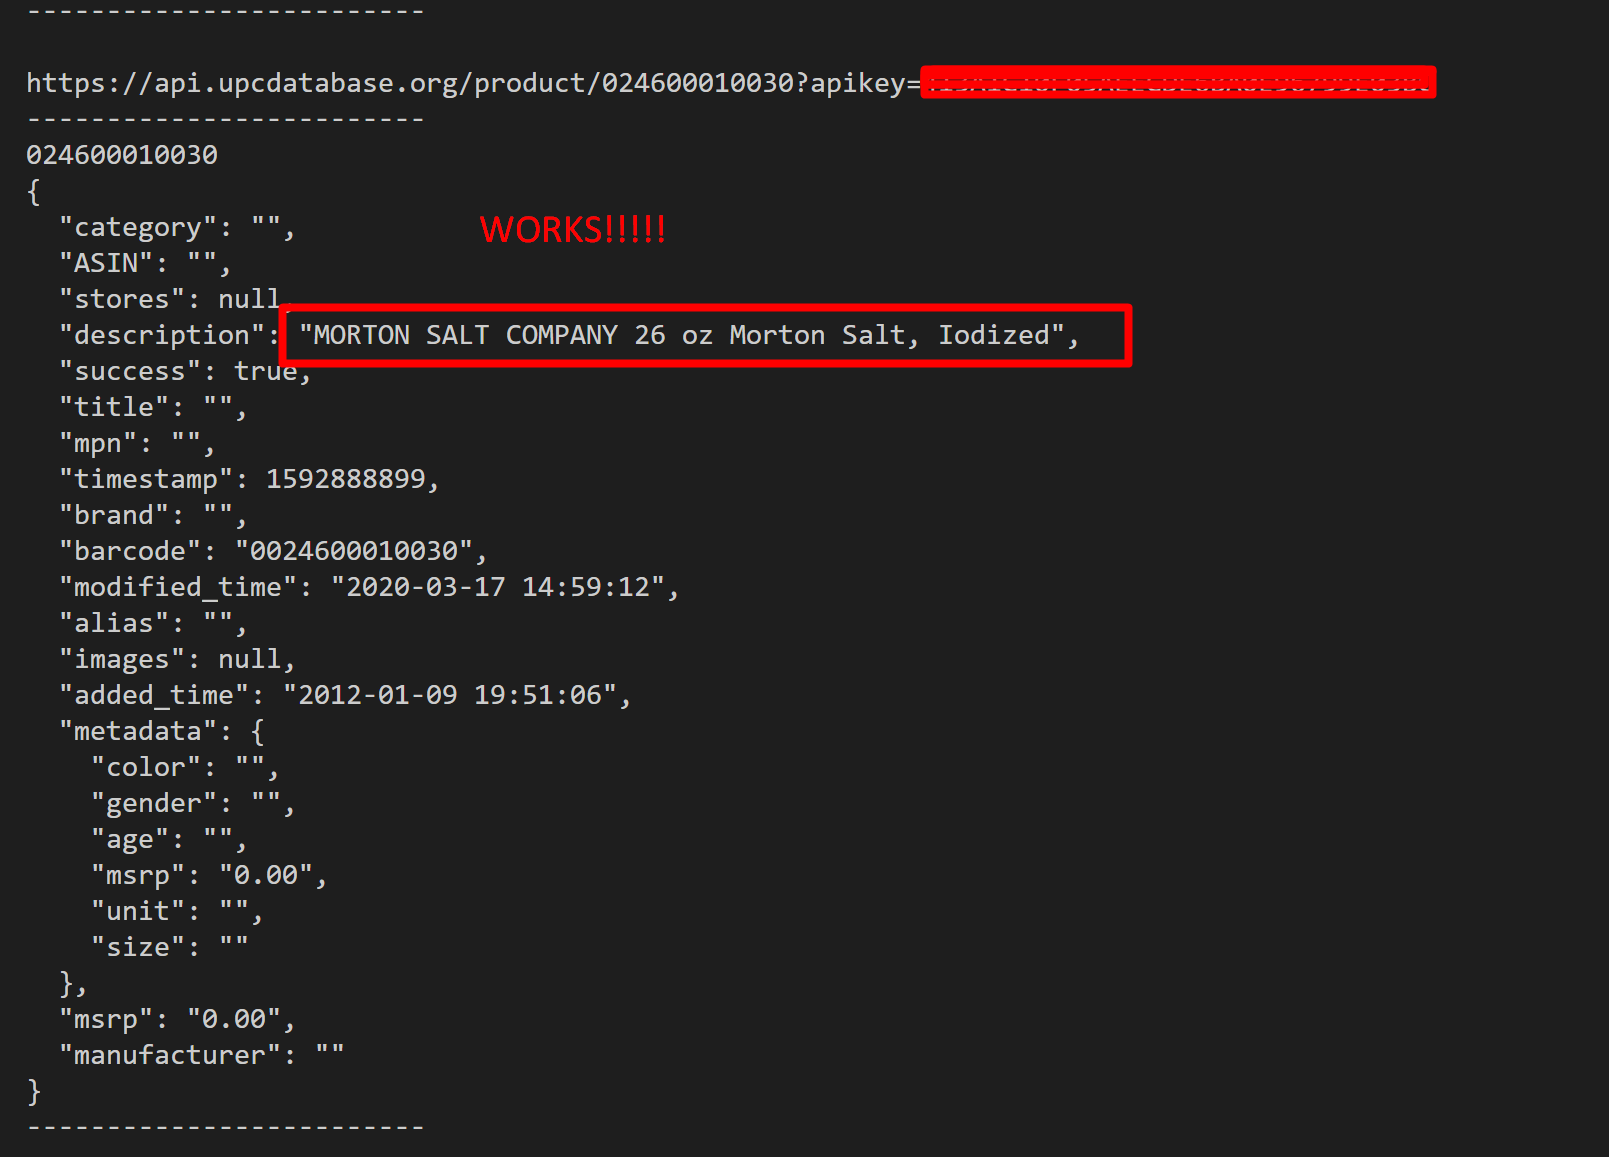 -------------------------
https://api.upcdatabase.org/product/024600010030?apikey=
-------------------------
024600010030
{
"category": "",
WORKS!!!!!
"ASIN": "",
"stores": null,
"description": "MORTON SALT COMPANY 26 oz Morton Salt, Iodized",
"success": true,
"title": "",
"mpn": "",
"timestamp": 1592888899,
"brand": "",
"barcode": "0024600010030",
"modified_time": "2020-03-17 14:59:12",
"alias": "",
"images": null,
"added_time": "2012-01-09 19:51:06",
"metadata": {
"color": "",
"gender": "",
"age": "",
"msrp": "0.00",
"unit": "",
"size": ""
},
"msrp": "0.00",
"manufacturer": ""
}
-------------------------